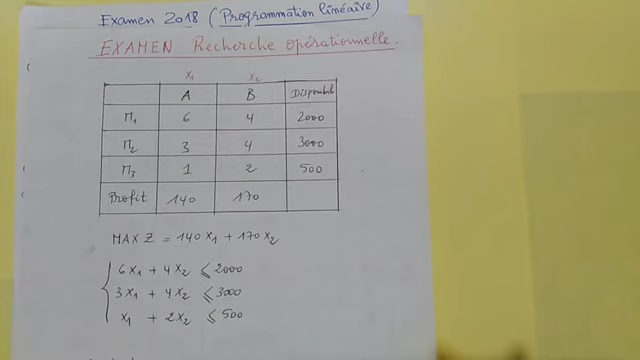 Examen 2018 (Programmation linéaire)
EXAMEN Recherche opérationnelle.
X₁ X₂
A B Disponibil
M₁ 6 4 2000
M₂ 3 4 3000
M₃ 1 2 500
Profit 140 170
MAX Z = 140 X₁ + 170 X₂
6 X₁ + 4 X₂ ⩽ 2000
3 X₁ + 4 X₂ ⩽ 3000
X₁ + 2 X₂ ⩽ 500